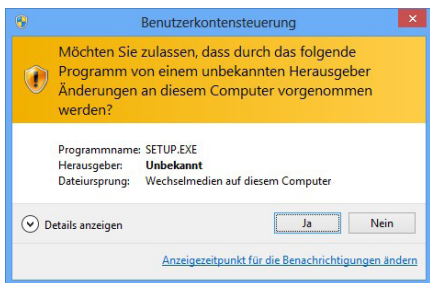 Benutzerkontensteuerung
Möchten Sie zulassen, dass durch das folgende
Programm von einem unbekannten Herausgeber
Änderungen an diesem Computer vorgenommen
werden?
Programmname: SETUP.EXE
Herausgeber: Unbekannt
Dateiursprung: Wechselmedien auf diesem Computer
Details anzeigen Ja Nein
Anzeigezeitpunkt für die Benachrichtigungen ändern